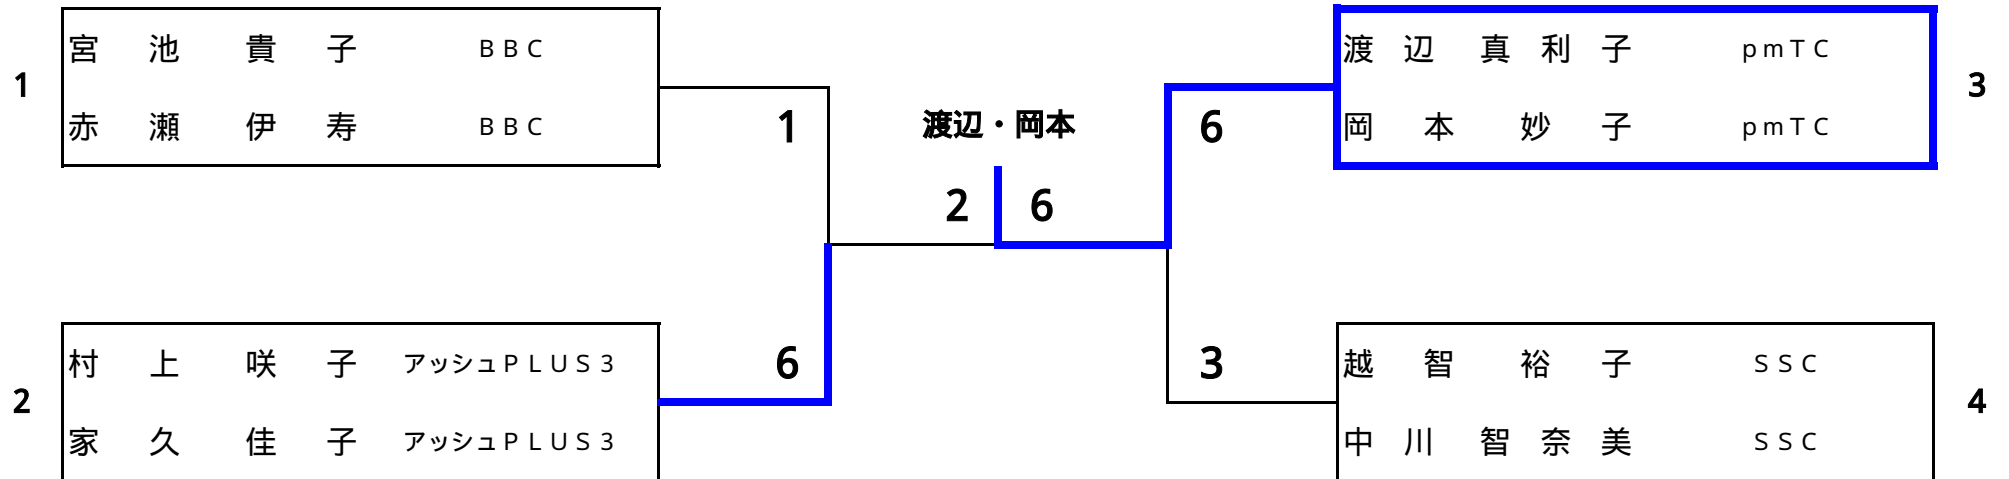 1
宮 池 貴 子 BBC
赤 瀬 伊 寿 BBC
1
渡辺・岡本
2 6
6
渡 辺 真 利 子 pmTC
岡 本 妙 子 pmTC
3
2
村 上 咲 子 アッシュPLUS3
家 久 佳 子 アッシュPLUS3
6
3
越 智 裕 子 SSC
中 川 智 奈 美 SSC
4